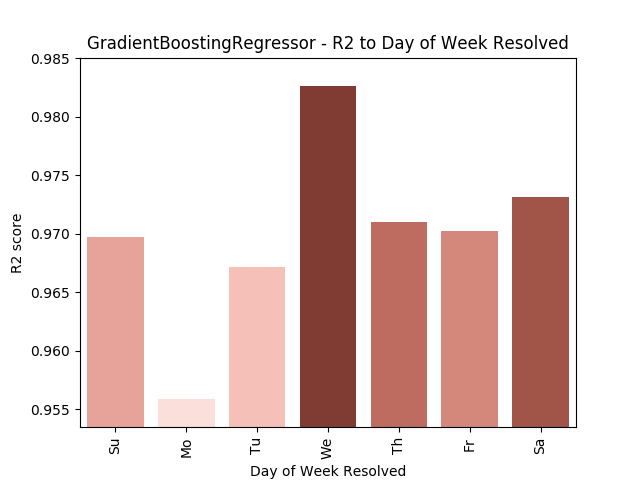 GradientBoostingRegressor - R2 to Day of Week Resolved
0.985
0.980
0.975
0.970
0.965
0.960
0.955
R2 score
Su
Mo
Tu
We
Th
Fr
Sa
Day of Week Resolved